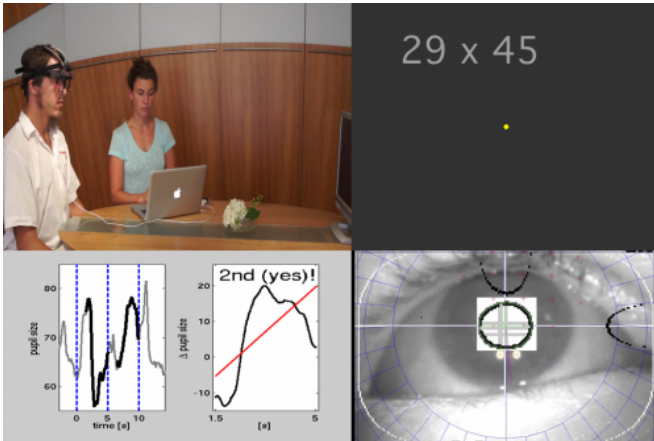 29 x 45
80
70
60
0
5
10
pupil size
time [s]
2nd (yes)!
20
10
0
-10
1.5
5
Δ pupil size
[s]